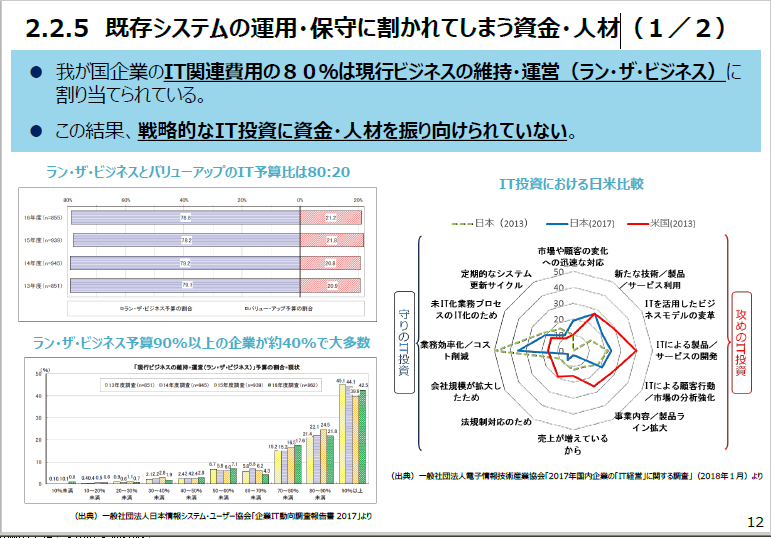 2.2.5 既存システムの運用・保守に割かれてしまう資金・人材（１／２）
● 我が国企業のIT関連費用の８０％は現行ビジネスの維持・運営（ラン・ザ・ビジネス）に
割り当てられている。
● この結果、戦略的なIT投資に資金・人材を振り向けられていない。
ラン・ザ・ビジネスとバリューアップのIT予算比は80:20
80% 60% 40% 20% 0% 20%
16年度(n=855) 78.8 21.2
15年度(n=939) 78.2 21.8
14年度(n=945) 79.2 20.8
13年度(n=851) 79.1 20.9
ラン・ザ・ビジネス予算の割合 バリュー・アップ予算の割合
ラン・ザ・ビジネス予算90%以上の企業が約40%で大多数
「現行ビジネスの維持・運営(ラン・ザ・ビジネス)」予算の割合・現状
(%)
13年度調査(n=851) 14年度調査(n=945) 15年度調査(n=939) 16年度調査(n=862)
50
40
30
20
10
0
10%未満
10～20%未満
20～30%未満
30～40%未満
40～50%未満
50～60%未満
60～70%未満
70～80%未満
80～90%未満
90%以上
45.1 44.1 39.8 42.5
（出典）一般社団法人日本情報システム・ユーザー協会「企業IT動向調査報告書 2017」より
IT投資における日米比較
日本（2013） 日本(2017) 米国(2013)
守りのIT投資
攻めのIT投資
50
40
30
20
10
0
市場や顧客の変化
への迅速な対応
新たな技術／製品
／サービス利用
ITを活用したビジ
ネスモデルの変革
ITによる製品／
サービスの開発
ITによる顧客行動
／市場の分析強化
事業内容／製品ラ
イン拡大
売上が増えている
から
法規制対応のため
会社規模が拡大し
たため
業務効率化／コス
ト削減
未IT化業務プロセ
スのIT化のため
定期的なシステム
更新サイクル
（出典）一般社団法人電子情報技術産業協会「2017年国内企業の「IT経営」に関する調査」（2018年1月）より
12